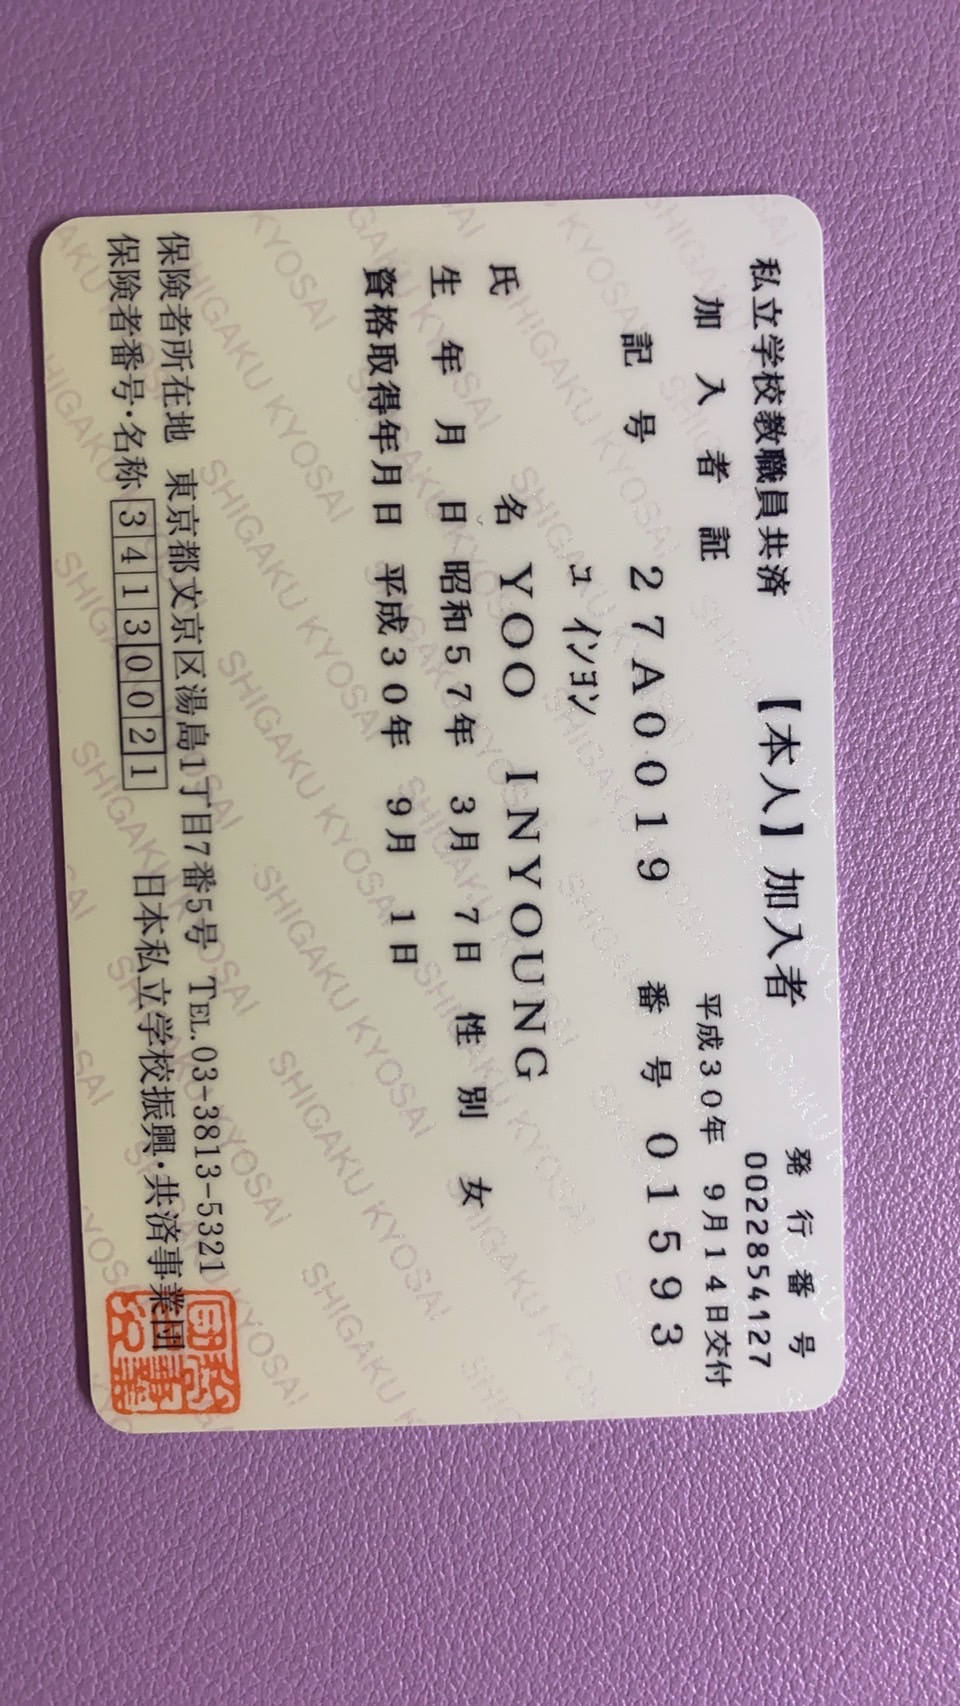 私立学校教職員共済 【本人】加入者 発行番号
加入者証 00228541​27
平成30年 9月14日交付
記号 27A0019 番号 01593
ユ インヨン
氏名 YOO INYOUNG
生年月日 昭和57年 3月 7日 性別 女
資格取得年月日 平成30年 9月 1日
保険者所在地 東京都文京区湯島1丁目7番5号 TEL.03-3813-5321
保険者番号・名称 34130021 日本私立学校振興・共済事業団
SHIGAKU KYOSAI